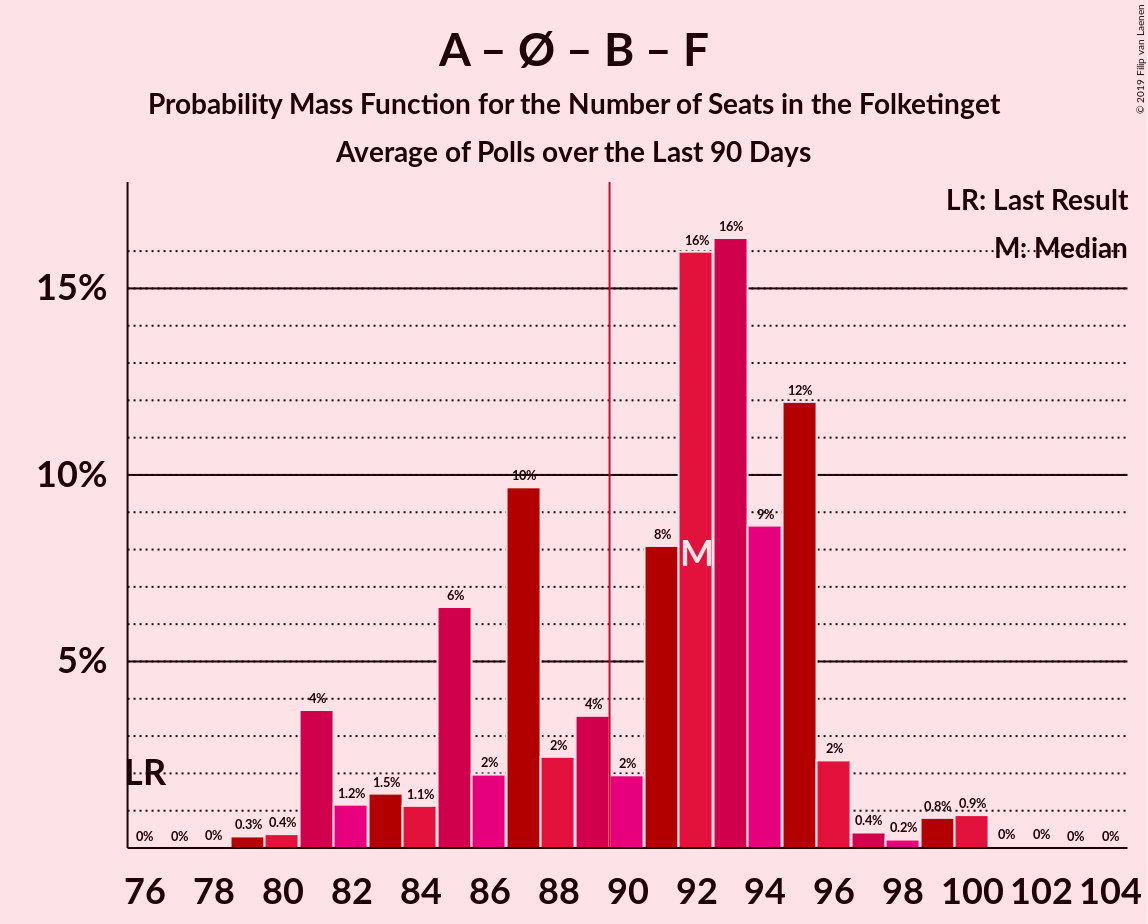 A – Ø – B – F
Probability Mass Function for the Number of Seats in the Folketinget
Average of Polls over the Last 90 Days
© 2019 Filip van Laenen
LR: Last Result
M: Median
15%
10%
5%
LR
M
0% 0% 0% 0.3% 0.4% 4% 1.2% 1.5% 1.1% 6% 2% 10% 2% 4% 2% 8% 16% 16% 9% 12% 2% 0.4% 0.2% 0.8% 0.9% 0% 0% 0% 0%
76 78 80 82 84 86 88 90 92 94 96 98 100 102 104